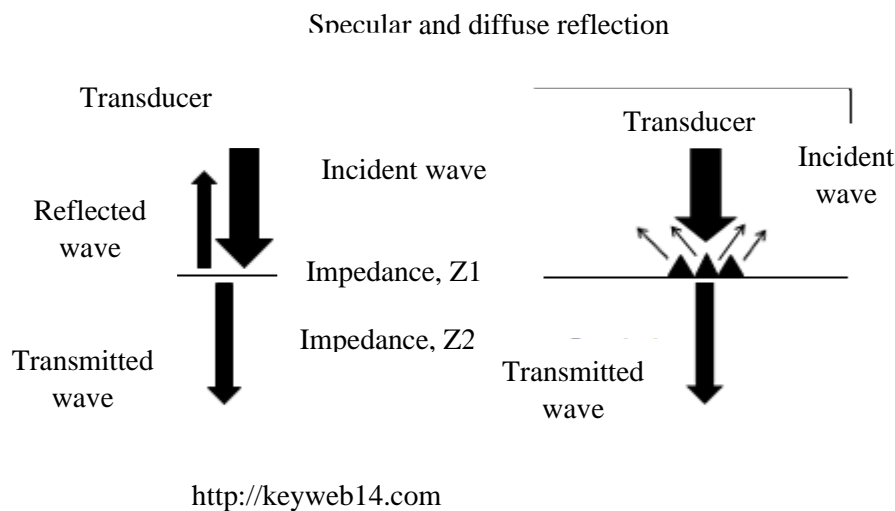 Specular and diffuse reflection
Transducer
Incident wave
Reflected
wave
Impedance, Z1
Impedance, Z2
Transmitted
wave
Transducer
Incident
wave
Transmitted
wave
http://keyweb14.com